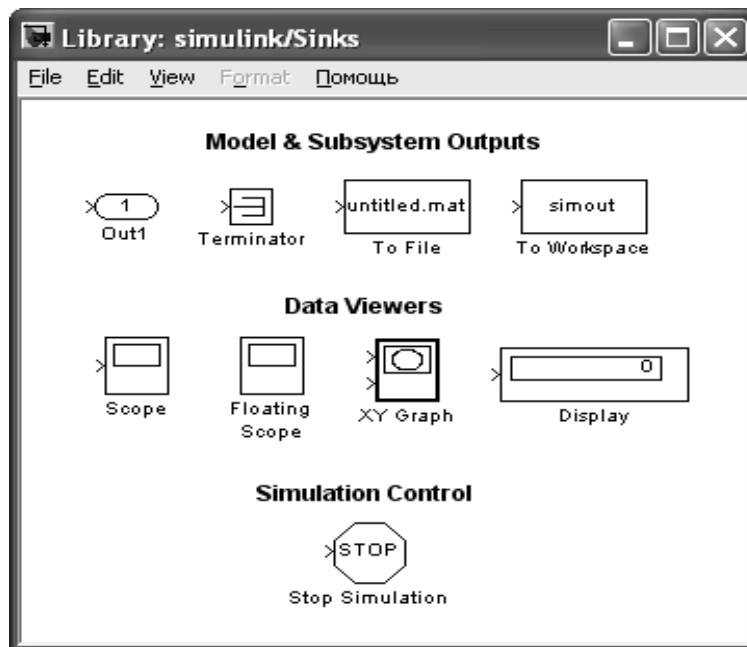 Library: simulink/Sinks
File Edit View Format Помощь
Model & Subsystem Outputs
1
Out1
Terminator
untitled.mat
To File
simout
To Workspace
Data Viewers
Scope
Floating
Scope
XY Graph
0
Display
Simulation Control
STOP
Stop Simulation